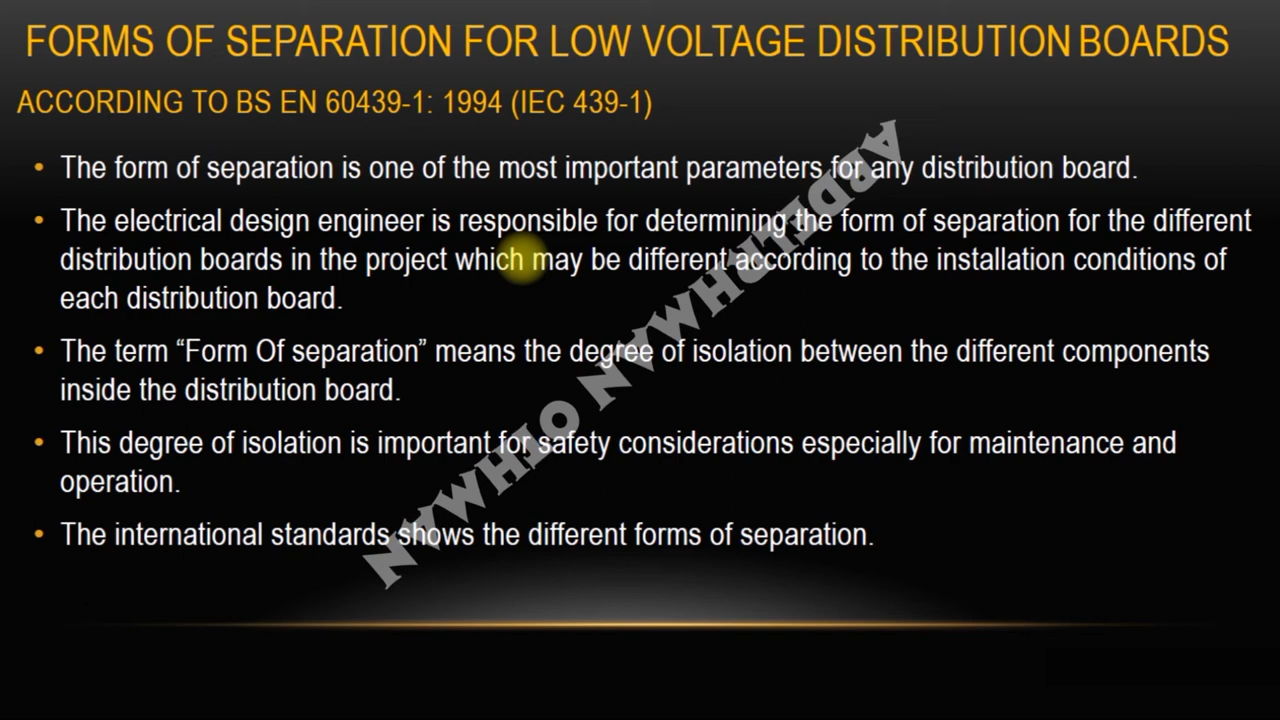 FORMS OF SEPARATION FOR LOW VOLTAGE DISTRIBUTION BOARDS
ACCORDING TO BS EN 60439-1: 1994 (IEC 439-1)
• The form of separation is one of the most important parameters for any distribution board.
• The electrical design engineer is responsible for determining the form of separation for the different
distribution boards in the project which may be different according to the installation conditions of
each distribution board.
• The term “Form Of separation” means the degree of isolation between the different components
inside the distribution board.
• This degree of isolation is important for safety considerations especially for maintenance and
operation.
• The international standards shows the different forms of separation.